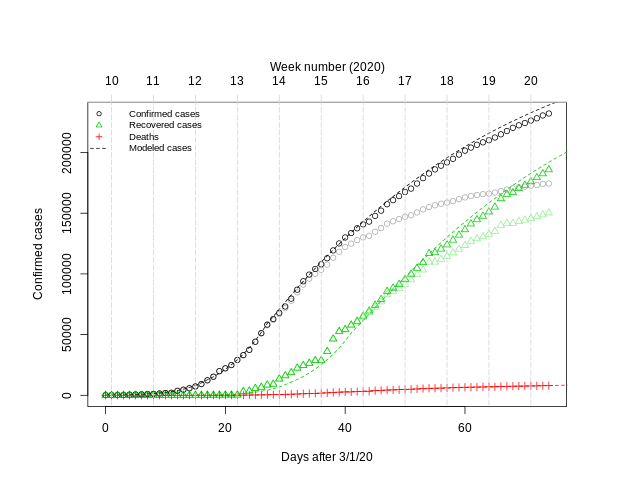 Week number (2020)
10 11 12 13 14 15 16 17 18 19 20
Confirmed cases
Recovered cases
Deaths
Modeled cases
Confirmed cases
200000
150000
100000
50000
0
0 20 40 60
Days after 3/1/20